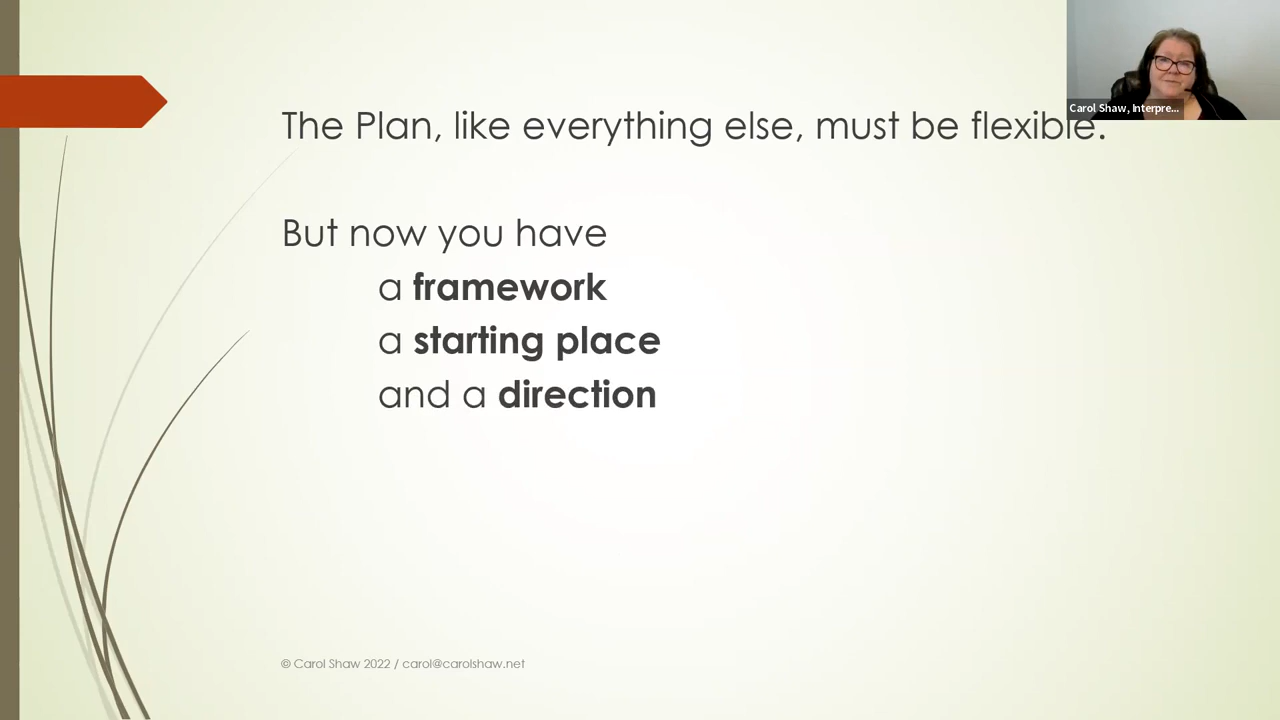 Carol Shaw, Interpre...
The Plan, like everything else, must be flexible.
But now you have
a framework
a starting place
and a direction
© Carol Shaw 2022 / carol@carolshaw.net